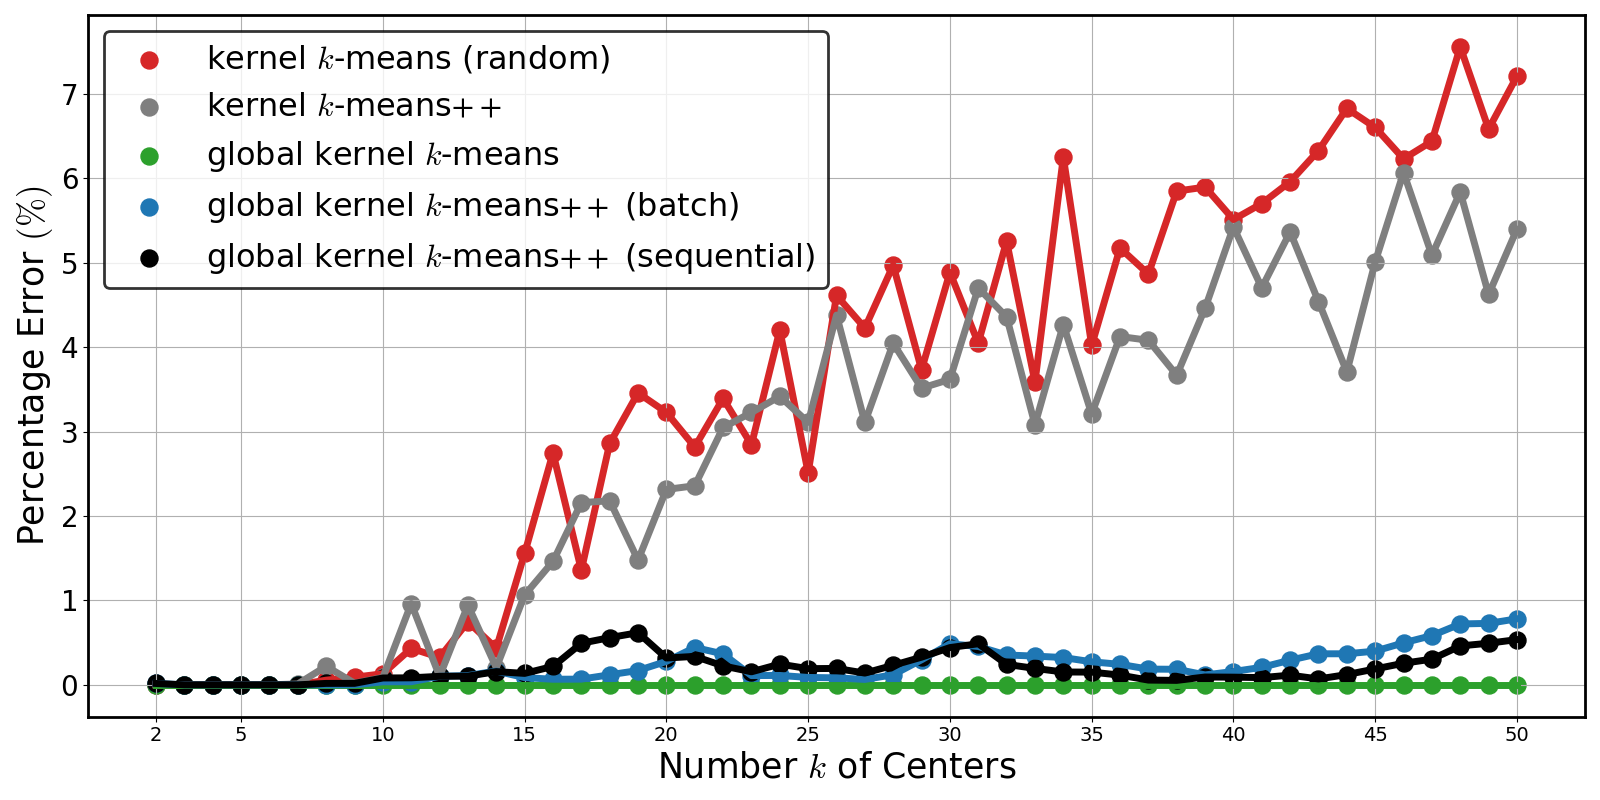 kernel k-means (random)
kernel k-means++
global kernel k-means
global kernel k-means++ (batch)
global kernel k-means++ (sequential)
Percentage Error (%)
7
6
5
4
3
2
1
0
2 5 10 15 20 25 30 35 40 45 50
Number k of Centers